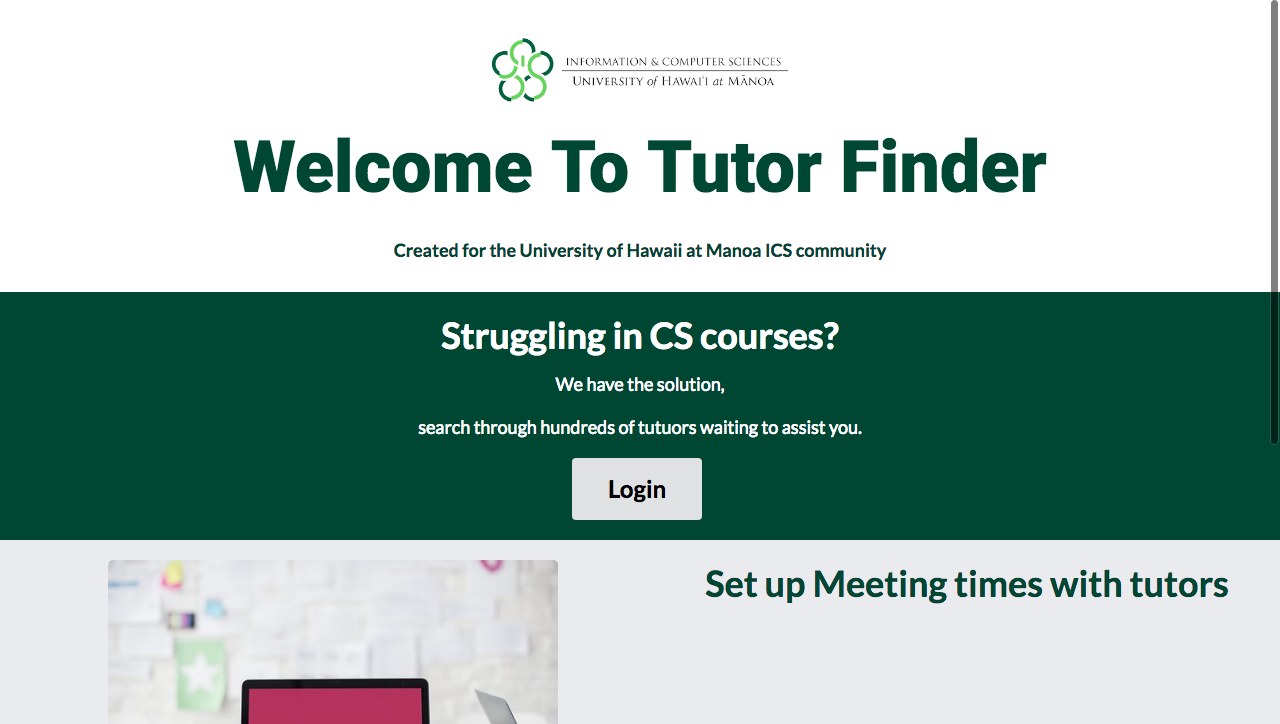 INFORMATION & COMPUTER SCIENCES
UNIVERSITY of HAWAIʻI at MĀNOA
Welcome To Tutor Finder
Created for the University of Hawaii at Manoa ICS community
Struggling in CS courses?
We have the solution,
search through hundreds of tutuors waiting to assist you.
Login
Set up Meeting times with tutors